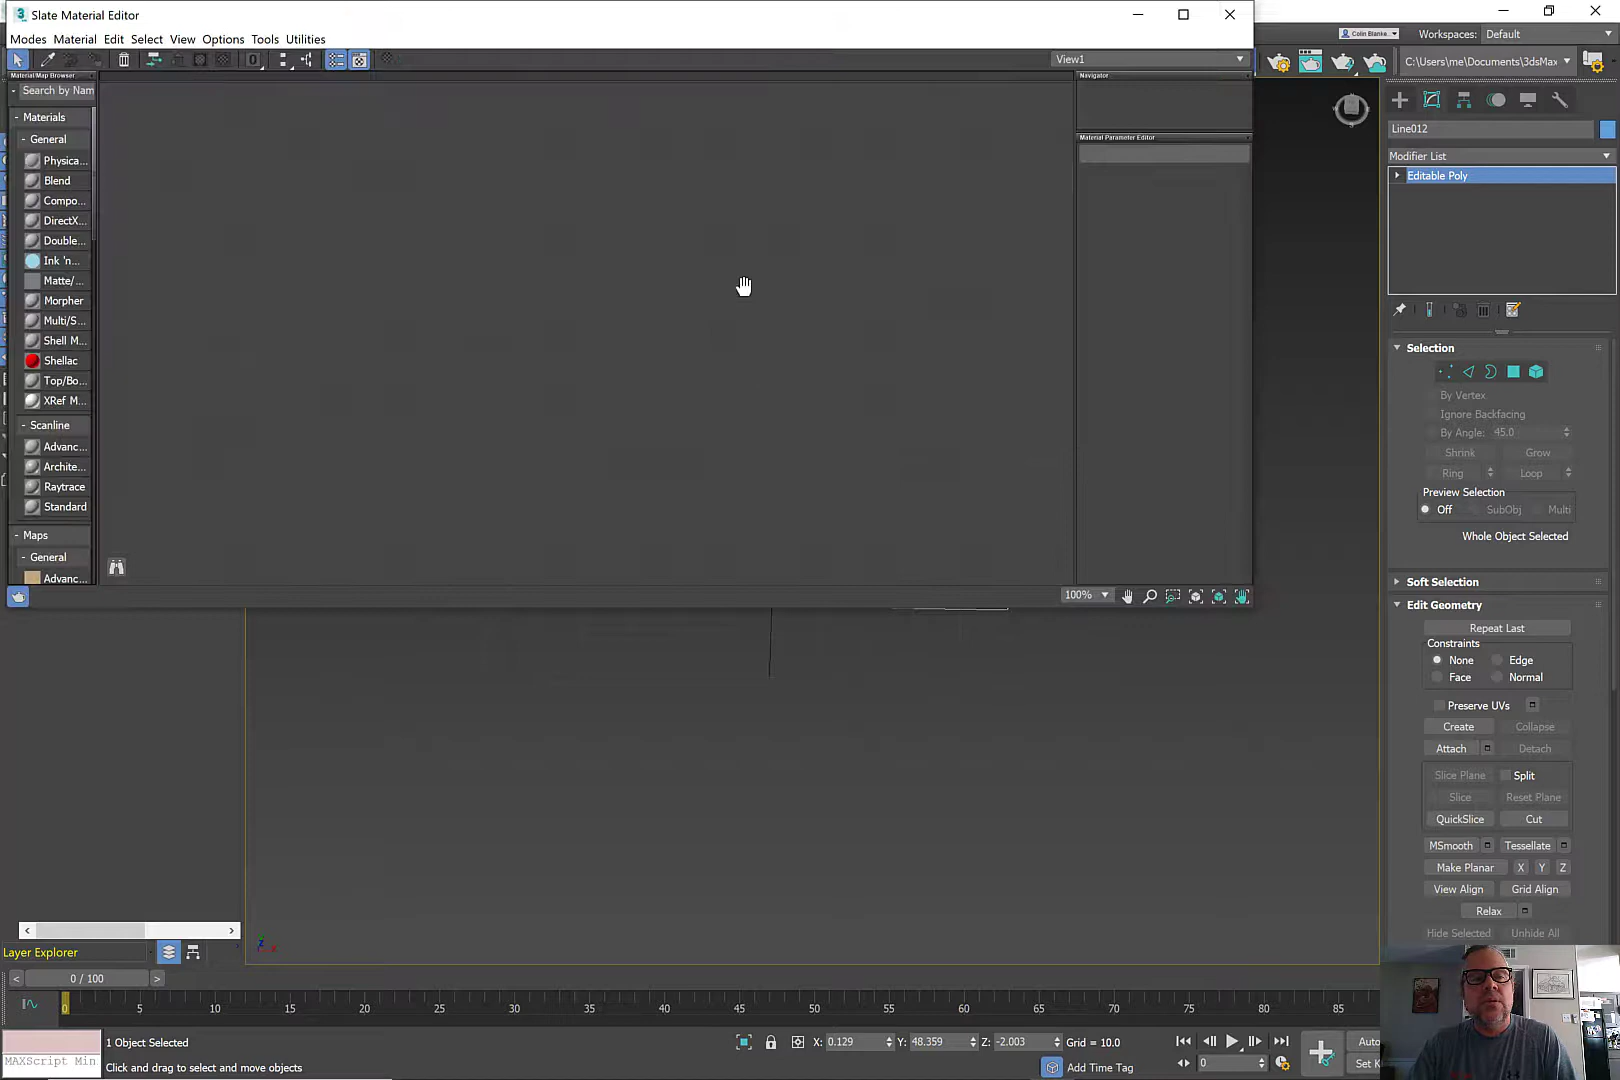 Slate Material Editor
Modes Material Edit Select View Options Tools Utilities
Colin Blanke...
Workspaces: Default
View1
C:\Users\me\Documents\3dsMax
Material/Map Browser
Navigator
- Search by Nam
- Materials
- General
Physica...
Blend
Compo...
DirectX...
Double...
Ink 'n...
Matte/...
Morpher
Multi/S...
Shell M...
Shellac
Top/Bo...
XRef M...
- Scanline
Advanc...
Archite...
Raytrace
Standard
- Maps
- General
Advanc...
Material Parameter Editor
100%
Line012
Modifier List
Editable Poly
Selection
By Vertex
Ignore Backfacing
By Angle: 45.0
Shrink Grow
Ring Loop
Preview Selection
Off SubObj Multi
Whole Object Selected
Soft Selection
Edit Geometry
Repeat Last
Constraints
None Edge
Face Normal
Preserve UVs
Create Collapse
Attach Detach
Slice Plane Split
Slice Reset Plane
QuickSlice Cut
MSmooth Tessellate
Make Planar X Y Z
View Align Grid Align
Relax
Hide Selected Unhide All
Layer Explorer
< 0 / 100 >
0 5 10 15 20 25 30 35 40 45 50 55 60 65 70 75 80 85
1 Object Selected
X: 0.129 Y: 48.359 Z: -2.003 Grid = 10.0
Auto
MAXScript Min
Click and drag to select and move objects
Add Time Tag
0
Set K